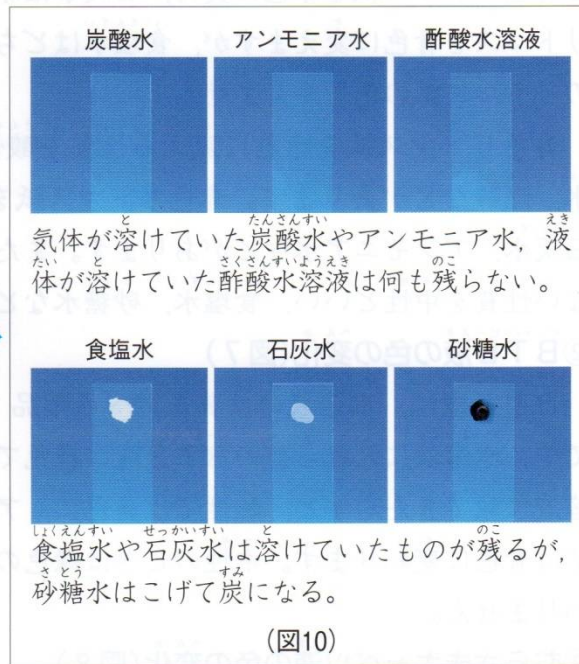 炭酸水 アンモニア水 酢酸水溶液
気体が溶けていた炭酸水やアンモニア水，液
体が溶けていた酢酸水溶液は何も残らない。
食塩水 石灰水 砂糖水
食塩水や石灰水は溶けていたものが残るが，
砂糖水はこげて炭になる。
(図10)